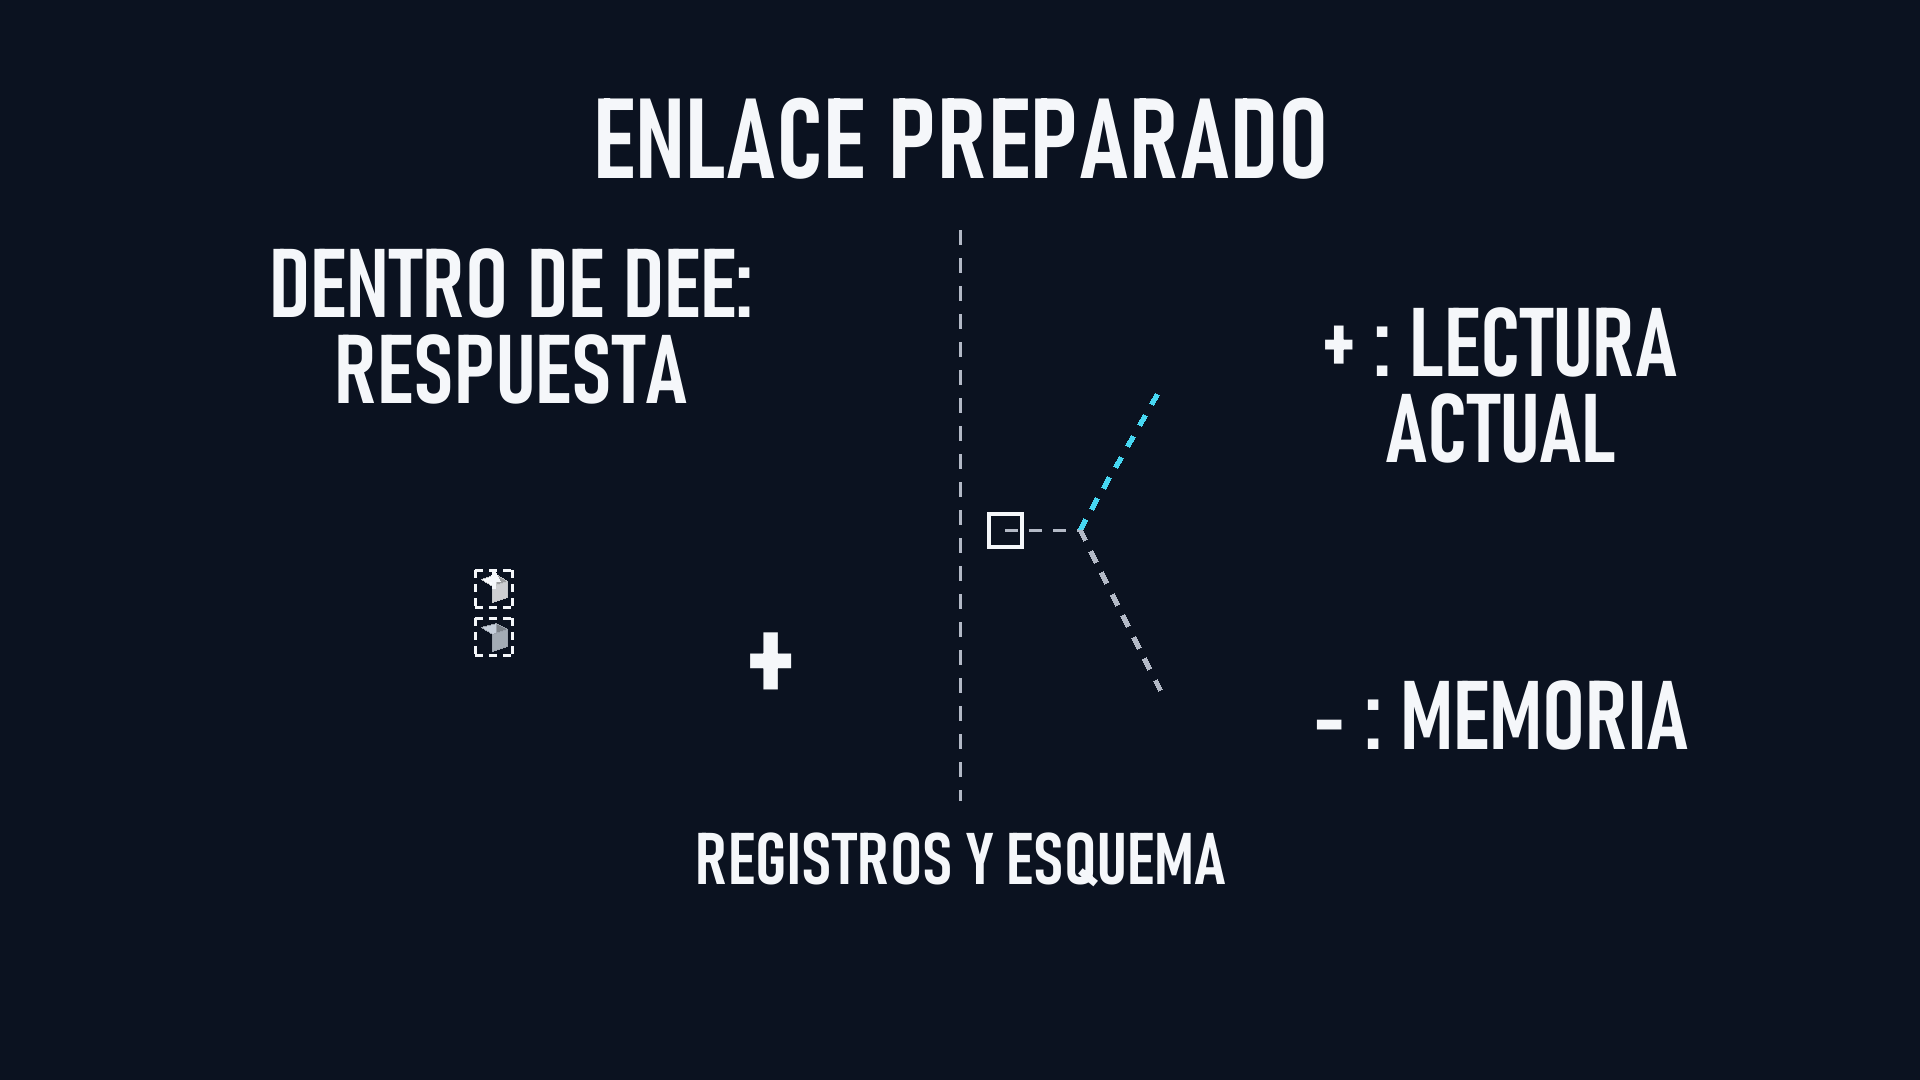 ENLACE PREPARADO
DENTRO DE DEE:
RESPUESTA
+ : LECTURA
ACTUAL
+
- : MEMORIA
REGISTROS Y ESQUEMA